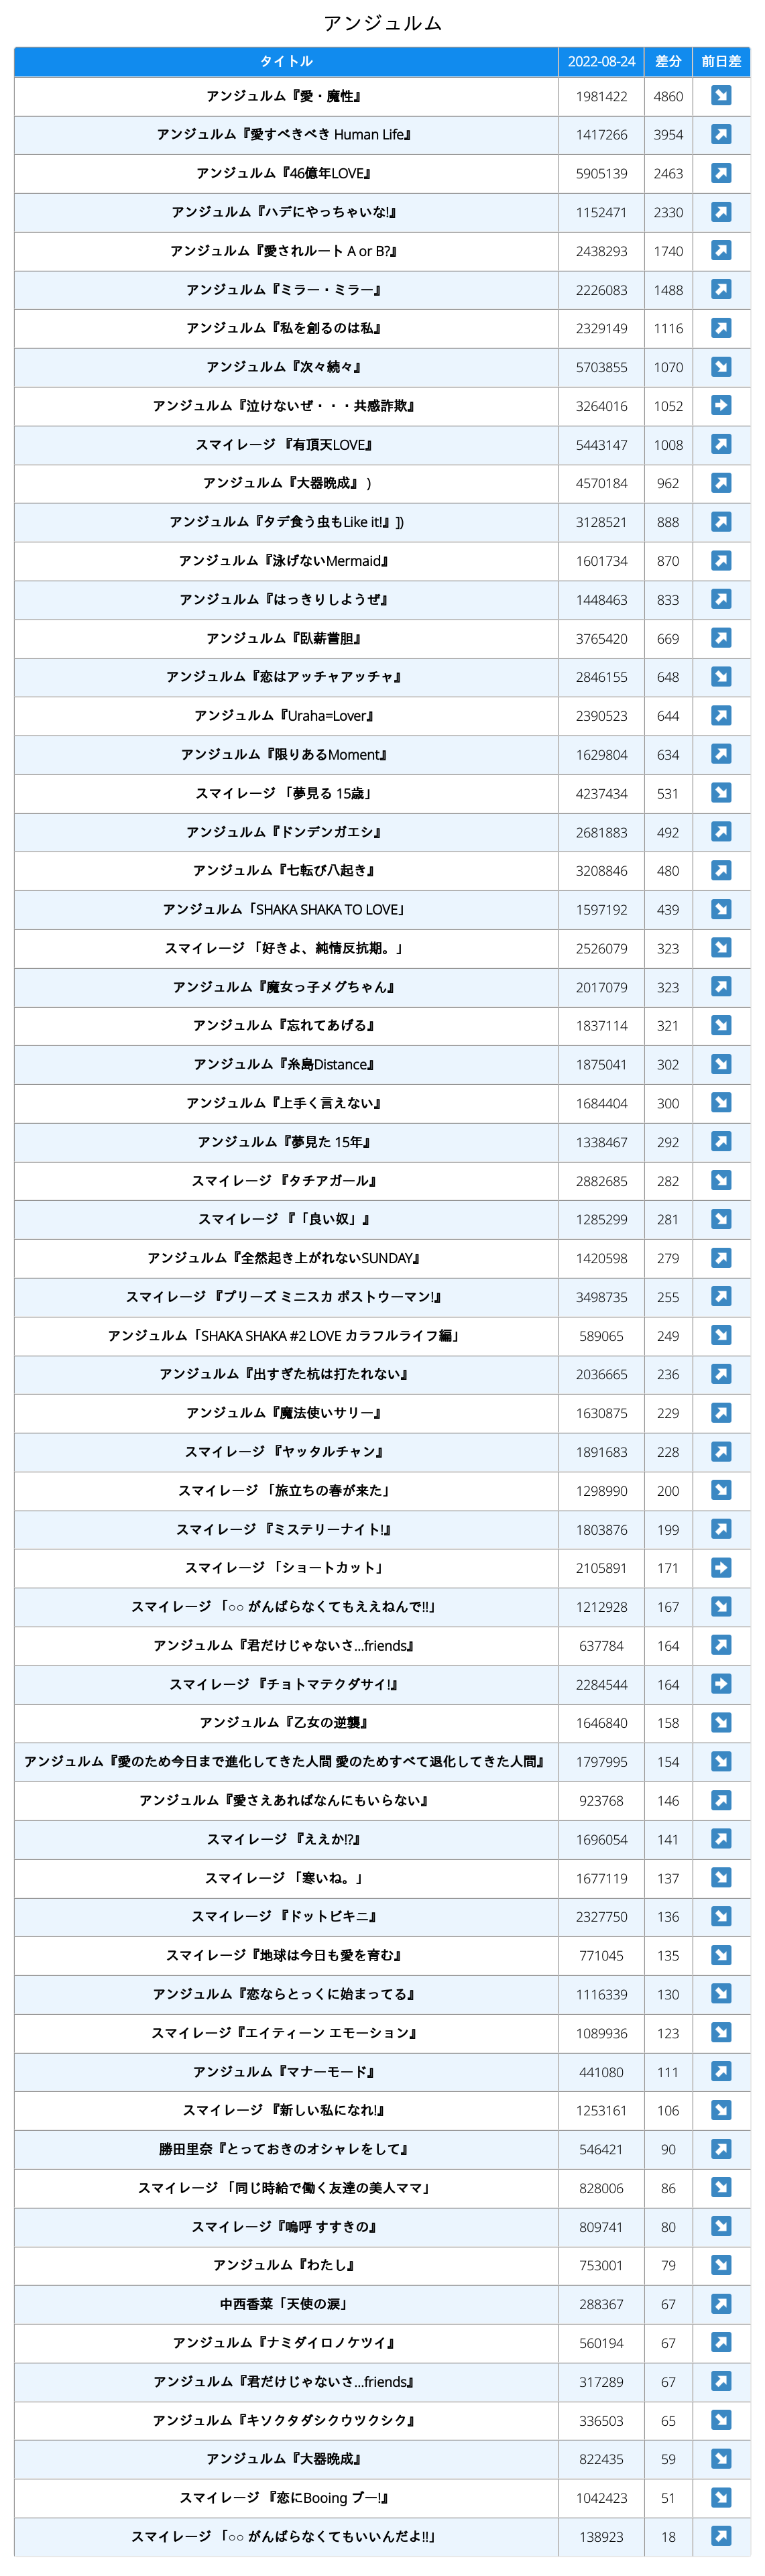 アンジュルム
タイトル 2022-08-24 差分 前日差
アンジュルム『愛・魔性』 1981422 4860 ↘
アンジュルム『愛すべきべき Human Life』 1417266 3954 ↗
アンジュルム『46億年LOVE』 5905139 2463 ↗
アンジュルム『ハデにやっちゃいな!』 1152471 2330 ↗
アンジュルム『愛されルート A or B?』 2438293 1740 ↗
アンジュルム『ミラー・ミラー』 2226083 1488 ↗
アンジュルム『私を創るのは私』 2329149 1116 ↗
アンジュルム『次々続々』 5703855 1070 ↘
アンジュルム『泣けないぜ・・・共感詐欺』 3264016 1052 ➡
スマイレージ 『有頂天LOVE』 5443147 1008 ↗
アンジュルム『大器晩成』 ) 4570184 962 ↗
アンジュルム『タデ食う虫もLike it!』]) 3128521 888 ↗
アンジュルム『泳げないMermaid』 1601734 870 ↗
アンジュルム『はっきりしようぜ』 1448463 833 ↗
アンジュルム『臥薪嘗胆』 3765420 669 ↗
アンジュルム『恋はアッチャアッチャ』 2846155 648 ↘
アンジュルム『Uraha=Lover』 2390523 644 ↗
アンジュルム『限りあるMoment』 1629804 634 ↗
スマイレージ 「夢見る 15歳」 4237434 531 ↘
アンジュルム『ドンデンガエシ』 2681883 492 ↗
アンジュルム『七転び八起き』 3208846 480 ↗
アンジュルム「SHAKA SHAKA TO LOVE」 1597192 439 ↘
スマイレージ 「好きよ、純情反抗期。」 2526079 323 ↘
アンジュルム『魔女っ子メグちゃん』 2017079 323 ↗
アンジュルム『忘れてあげる』 1837114 321 ↘
アンジュルム『糸島Distance』 1875041 302 ↘
アンジュルム『上手く言えない』 1684404 300 ↘
アンジュルム『夢見た 15年』 1338467 292 ↗
スマイレージ 『タチアガール』 2882685 282 ↘
スマイレージ 『「良い奴」』 1285299 281 ↘
アンジュルム『全然起き上がれないSUNDAY』 1420598 279 ↗
スマイレージ 『プリーズ ミニスカ ポストウーマン!』 3498735 255 ↗
アンジュルム「SHAKA SHAKA #2 LOVE カラフルライフ編」 589065 249 ↘
アンジュルム『出すぎた杭は打たれない』 2036665 236 ↗
アンジュルム『魔法使いサリー』 1630875 229 ↗
スマイレージ 『ヤッタルチャン』 1891683 228 ↗
スマイレージ 「旅立ちの春が来た」 1298990 200 ↘
スマイレージ 『ミステリーナイト!』 1803876 199 ↗
スマイレージ 「ショートカット」 2105891 171 ➡
スマイレージ 「○○ がんばらなくてもええねんで!!」 1212928 167 ↘
アンジュルム『君だけじゃないさ...friends』 637784 164 ↗
スマイレージ 『チョトマテクダサイ!』 2284544 164 ➡
アンジュルム『乙女の逆襲』 1646840 158 ↘
アンジュルム『愛のため今日まで進化してきた人間 愛のためすべて退化してきた人間』 1797995 154 ↘
アンジュルム『愛さえあればなんにもいらない』 923768 146 ↗
スマイレージ 『ええか!?』 1696054 141 ↗
スマイレージ 「寒いね。」 1677119 137 ↘
スマイレージ 『ドットビキニ』 2327750 136 ↘
スマイレージ『地球は今日も愛を育む』 771045 135 ↘
アンジュルム『恋ならとっくに始まってる』 1116339 130 ↘
スマイレージ『エイティーン エモーション』 1089936 123 ↘
アンジュルム『マナーモード』 441080 111 ↗
スマイレージ 『新しい私になれ!』 1253161 106 ↘
勝田里奈『とっておきのオシャレをして』 546421 90 ↗
スマイレージ 「同じ時給で働く友達の美人ママ」 828006 86 ↘
スマイレージ『嗚呼 すすきの』 809741 80 ↘
アンジュルム『わたし』 753001 79 ↘
中西香菜「天使の涙」 288367 67 ↗
アンジュルム『ナミダイロノケツイ』 560194 67 ↗
アンジュルム『君だけじゃないさ...friends』 317289 67 ↗
アンジュルム『キソクタダシクウツクシク』 336503 65 ↘
アンジュルム『大器晩成』 822435 59 ↘
スマイレージ 『恋にBooing ブー!』 1042423 51 ↘
スマイレージ 「○○ がんばらなくてもいいんだよ!!」 138923 18 ↗